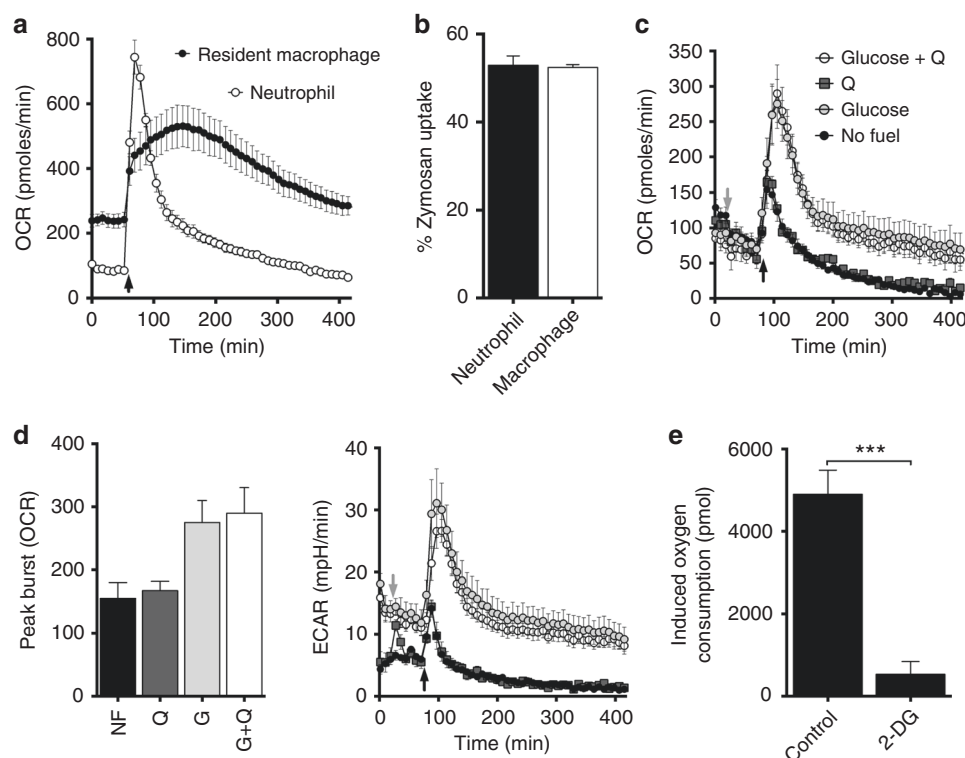 a
OCR (pmoles/min)
800
600
400
200
0
0 100 200 300 400
Time (min)
Resident macrophage
Neutrophil
b
% Zymosan uptake
60
40
20
0
Neutrophil
Macrophage
c
OCR (pmoles/min)
350
300
250
200
150
100
50
0
0 100 200 300 400
Time (min)
Glucose + Q
Q
Glucose
No fuel
d
Peak burst (OCR)
400
300
200
100
0
NF
Q
G
G+Q
ECAR (mpH/min)
40
30
20
10
0
0 100 200 300 400
Time (min)
e
Induced oxygen
consumption (pmol)
6000
4000
2000
0
***
Control
2-DG